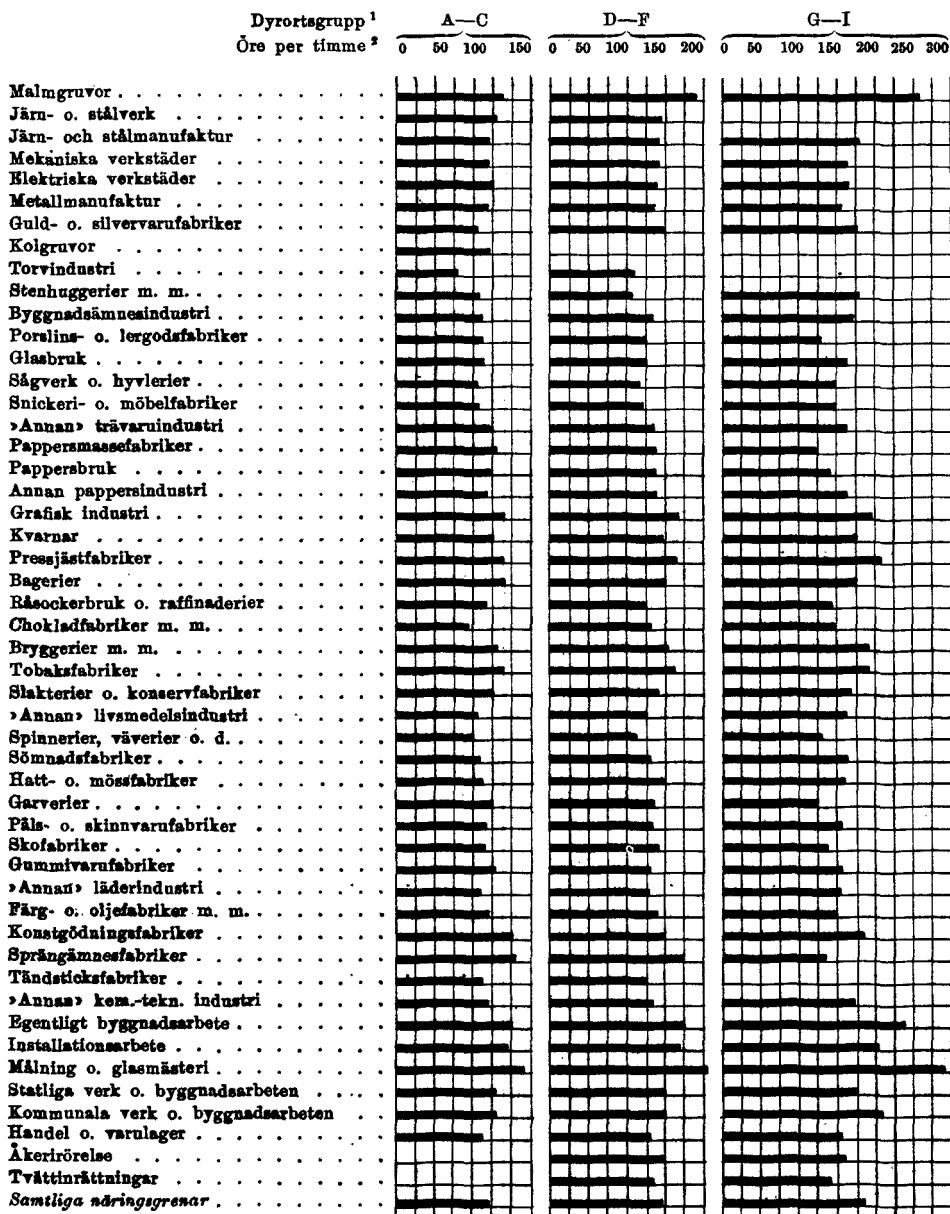 Dyrortsgrupp ¹ A—C D—F G—I
Öre per timme ² 0 50 100 150 0 50 100 150 200 0 50 100 150 200 250 300
Malmgruvor
Järn- o. stålverk
Järn- och stålmanufaktur
Mekaniska verkstäder
Elektriska verkstäder
Metallmanufaktur
Guld- o. silvervarufabriker
Kolgruvor
Torvindustri
Stenhuggerier m. m.
Byggnadsämnesindustri
Porslins- o. lergodsfabriker
Glasbruk
Sågverk o. hyvlerier
Snickeri- o. möbelfabriker
»Annan» trävaruindustri
Pappersmassefabriker
Pappersbruk
Annan pappersindustri
Grafisk industri
Kvarnar
Pressjästfabriker
Bagerier
Råsockerbruk o. raffinaderier
Chokladfabriker m. m.
Bryggerier m. m.
Tobaksfabriker
Slakterier o. konservfabriker
»Annan» livsmedelsindustri
Spinnerier, väverier o. d.
Sömnadsfabriker
Hatt- o. mössfabriker
Garverier
Päls- o. skinnvarufabriker
Skofabriker
Gummivarufabriker
»Annan» läderindustri
Färg- o. oljefabriker m. m.
Konstgödningsfabriker
Sprängämnesfabriker
Tändsticksfabriker
»Annan» kem.-tekn. industri
Egentligt byggnadsarbete
Installationsarbete
Målning o. glasmästeri
Statliga verk o. byggnadsarbeten
Kommunala verk o. byggnadsarbeten
Handel o. varulager
Åkerirörelse
Tvättinrättningar
Samtliga näringsgrenar